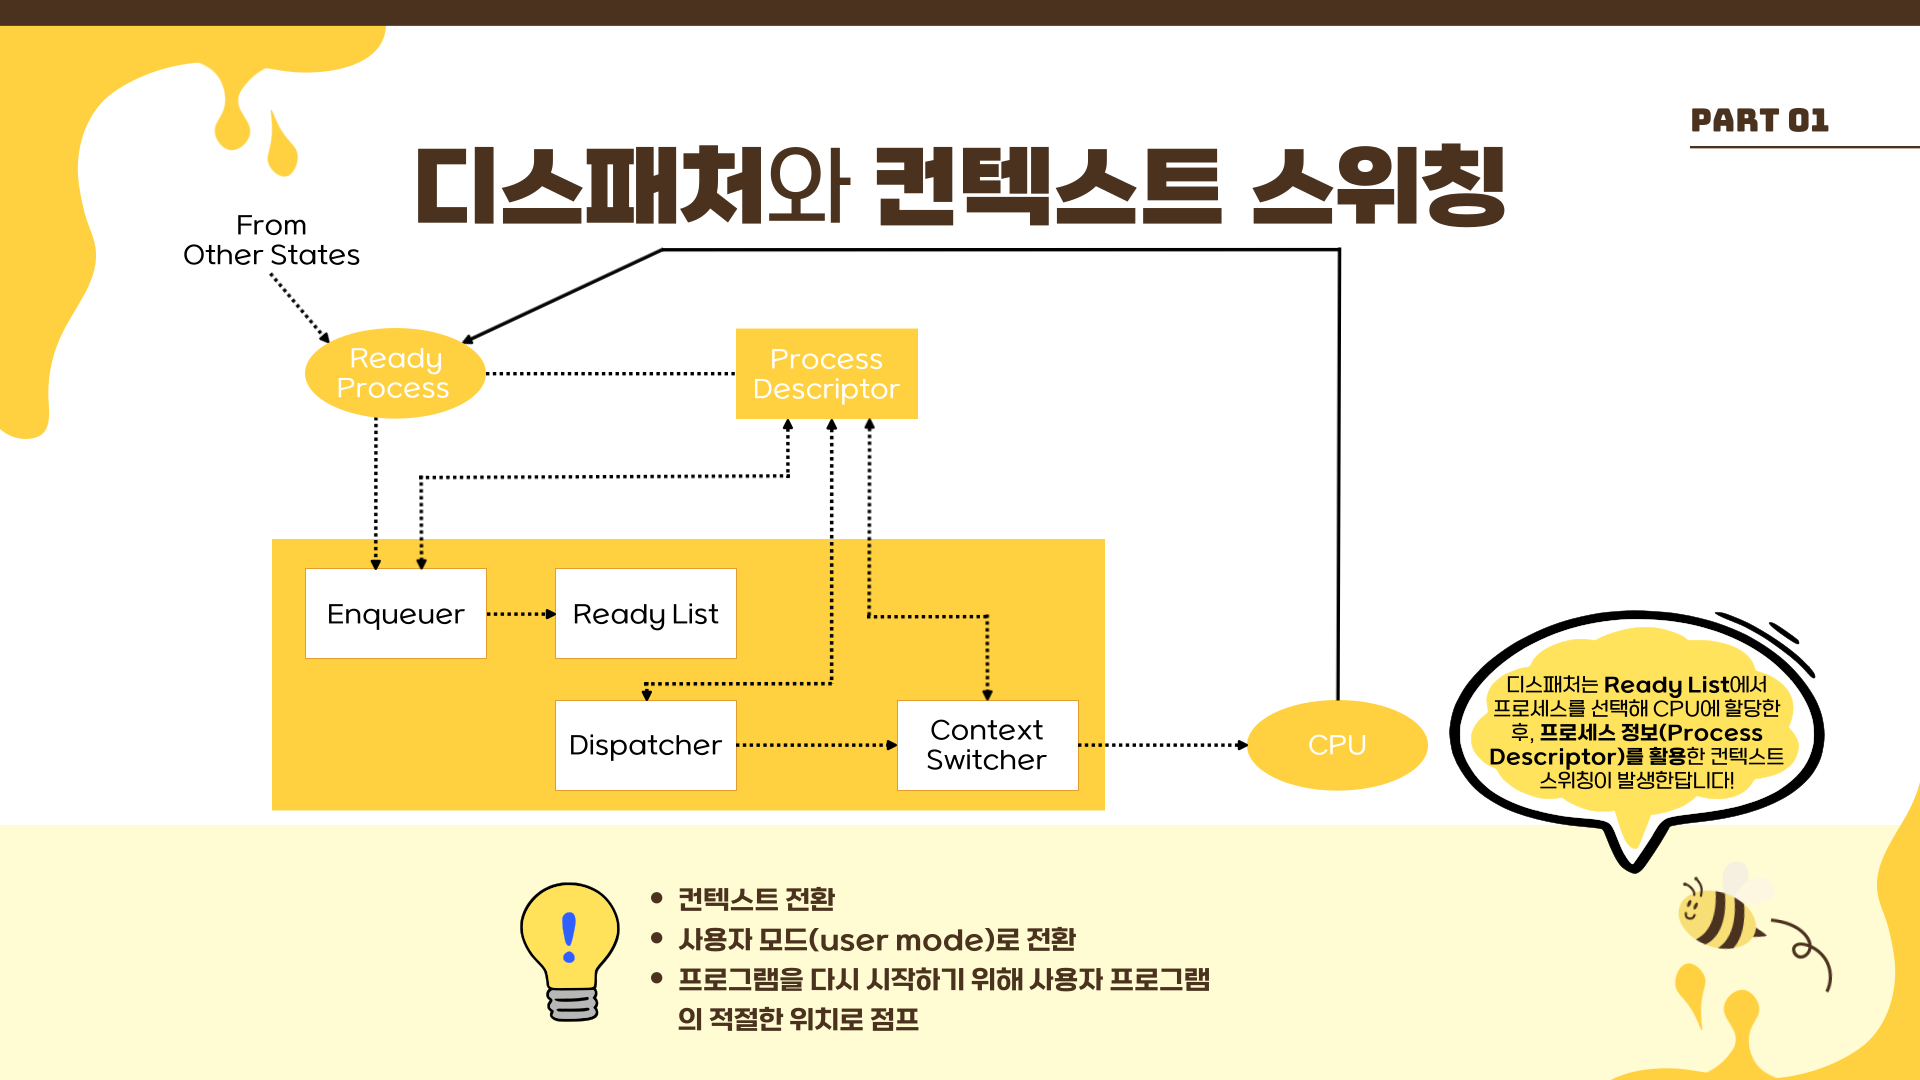 PART 01
디스패처와 컨텍스트 스위칭
From
Other States
Ready
Process
Process
Descriptor
Enqueuer
Ready List
Dispatcher
Context
Switcher
CPU
디스패처는 Ready List에서
프로세스를 선택해 CPU에 할당한
후, 프로세스 정보(Process
Descriptor)를 활용한 컨텍스트
스위칭이 발생한답니다!
• 컨텍스트 전환
• 사용자 모드(user mode)로 전환
• 프로그램을 다시 시작하기 위해 사용자 프로그램
의 적절한 위치로 점프